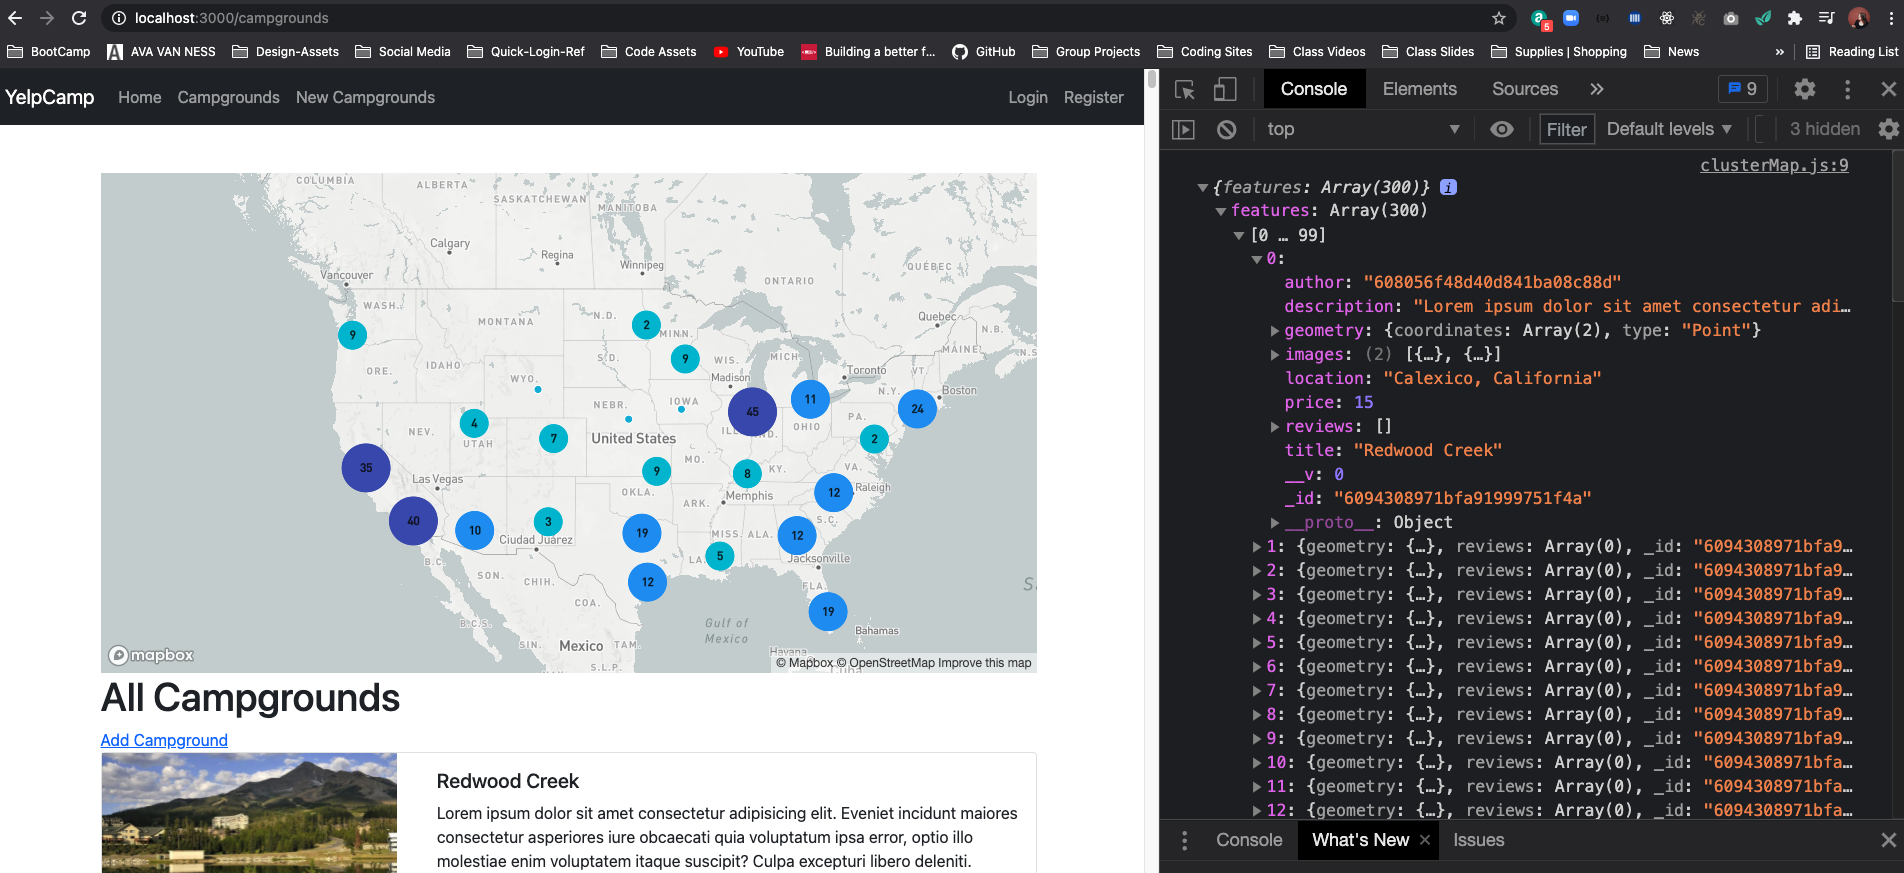 localhost:3000/campgrounds
5
BootCamp AVA VAN NESS Design-Assets Social Media Quick-Login-Ref Code Assets YouTube Building a better f... GitHub Group Projects Coding Sites Class Videos Class Slides Supplies | Shopping News » Reading List
YelpCamp Home Campgrounds New Campgrounds Login Register
COLUMBIA
ALBERTA
SASKATCHEWAN
MANITOBA
Calgary
Regina
Winnipeg
ONTARIO
QUÉBEC
Vancouver
WASH.
MONTANA
N.D.
2
MINN.
Quebec
N.B.
9
9
WIS.
MICH.
MAINE
N.S
ORE.
IDAHO
WYO.
S.D.
Madison
Toronto
VT.
NEBR.
IOWA
45
11
N.Y.
Boston
24
NEV.
4
UTAH
7
United States
ILL
ND.
OHIO
PA.
2
35
Las Vegas
MO.
9
8
KY.
VA.
OKLA.
ARK.
Memphis
12
Raleigh
40
10
3
Ciudad Juárez
19
MISS.
ALA.
12
S.C.
LA.
5
Jacksonville
B.C.
SON.
CHIH.
12
FLA.
COA.
19
B.C.S.
Gulf of
Mexico
Bahamas
SIN.
Mexico
TAM.
S.L.P.
Havana
Cuba
S
mapbox
© Mapbox © OpenStreetMap Improve this map
All Campgrounds
Add Campground
Redwood Creek
Lorem ipsum dolor sit amet consectetur adipisicing elit. Eveniet incidunt maiores
consectetur asperiores iure obcaecati quia voluptatum ipsa error, optio illo
molestiae enim voluptatem itaque suscipit? Culpa excepturi libero deleniti.
Console Elements Sources » 9
top Filter Default levels 3 hidden
clusterMap.js:9
{features: Array(300)} i
features: Array(300)
[0 … 99]
0:
author: "608056f48d40d841ba08c88d"
description: "Lorem ipsum dolor sit amet consectetur adi…
geometry: {coordinates: Array(2), type: "Point"}
images: (2) [{…}, {…}]
location: "Calexico, California"
price: 15
reviews: []
title: "Redwood Creek"
__v: 0
_id: "6094308971bfa91999751f4a"
__proto__: Object
1: {geometry: {…}, reviews: Array(0), _id: "6094308971bfa9…
2: {geometry: {…}, reviews: Array(0), _id: "6094308971bfa9…
3: {geometry: {…}, reviews: Array(0), _id: "6094308971bfa9…
4: {geometry: {…}, reviews: Array(0), _id: "6094308971bfa9…
5: {geometry: {…}, reviews: Array(0), _id: "6094308971bfa9…
6: {geometry: {…}, reviews: Array(0), _id: "6094308971bfa9…
7: {geometry: {…}, reviews: Array(0), _id: "6094308971bfa9…
8: {geometry: {…}, reviews: Array(0), _id: "6094308971bfa9…
9: {geometry: {…}, reviews: Array(0), _id: "6094308971bfa9…
10: {geometry: {…}, reviews: Array(0), _id: "6094308971bfa…
11: {geometry: {…}, reviews: Array(0), _id: "6094308971bfa…
12: {geometry: {…}, reviews: Array(0), _id: "6094308971bfa…
Console What's New Issues